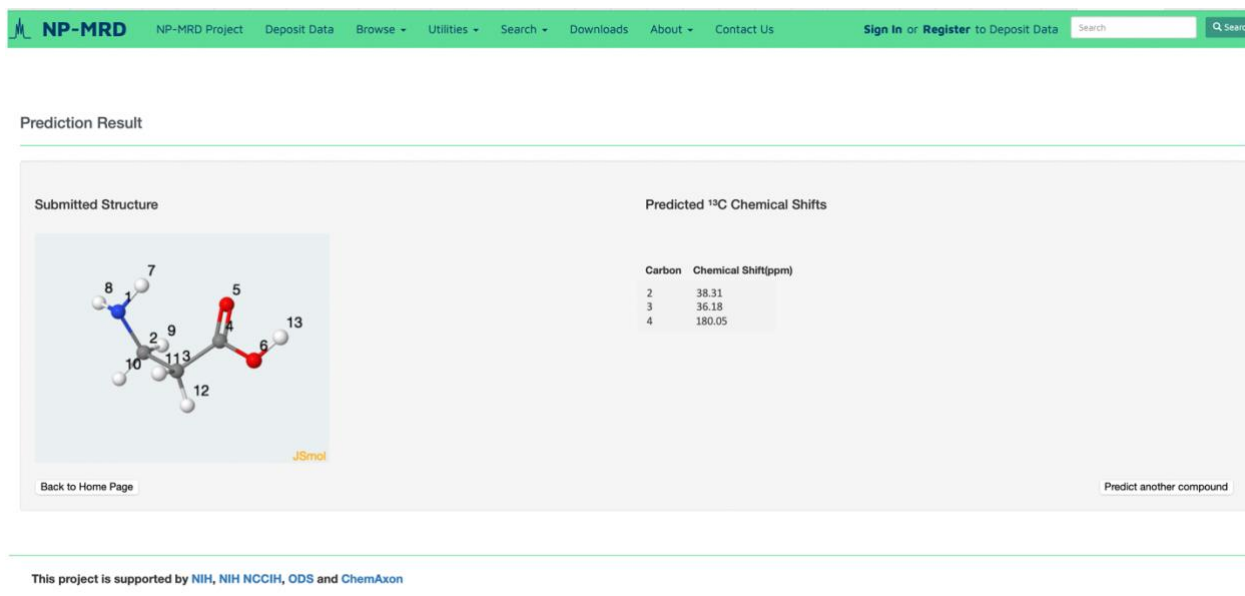 NP-MRD NP-MRD Project Deposit Data Browse Utilities Search Downloads About Contact Us Sign In or Register to Deposit Data Search Searc
Prediction Result
Submitted Structure
Predicted ¹³C Chemical Shifts
8 7
1
5
2 9
4
13
10
11 3
6
12
JSmol
Carbon Chemical Shift(ppm)
2 38.31
3 36.18
4 180.05
Back to Home Page
Predict another compound
This project is supported by NIH, NIH NCCIH, ODS and ChemAxon